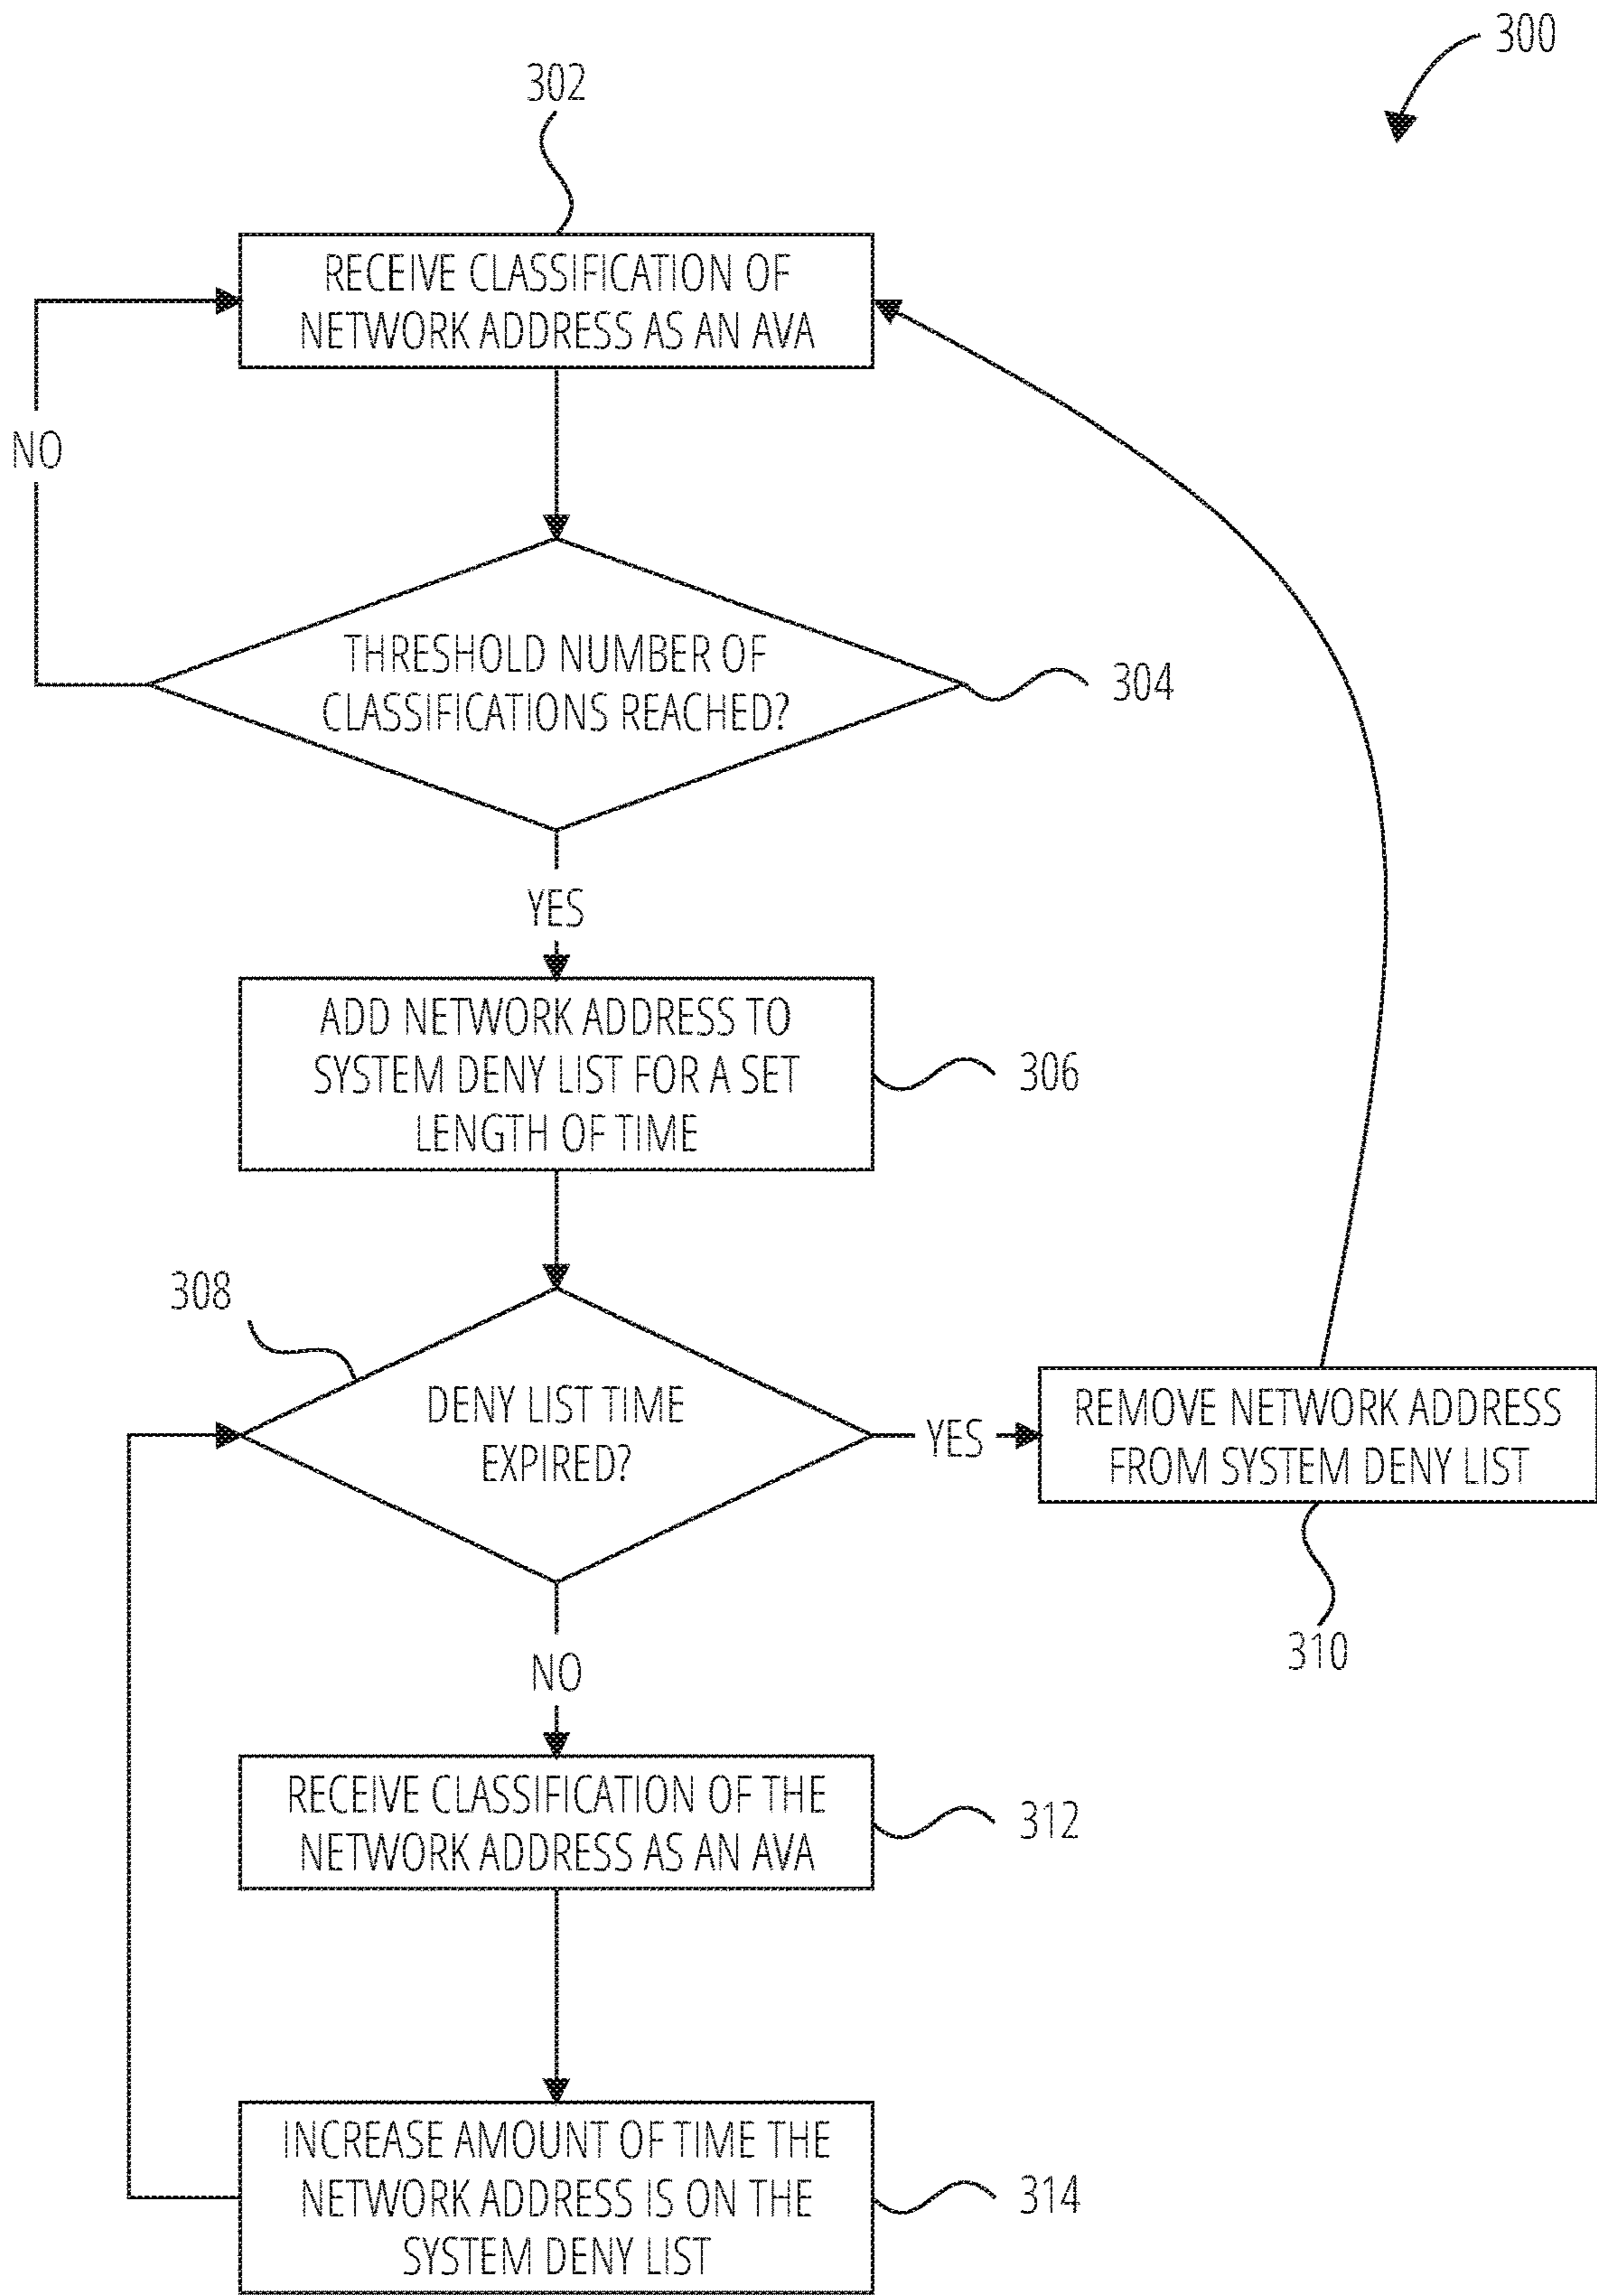 300
302
RECEIVE CLASSIFICATION OF
NETWORK ADDRESS AS AN AVA
NO
THRESHOLD NUMBER OF
CLASSIFICATIONS REACHED?
304
YES
ADD NETWORK ADDRESS TO
SYSTEM DENY LIST FOR A SET
LENGTH OF TIME
306
308
DENY LIST TIME
EXPIRED?
YES
REMOVE NETWORK ADDRESS
FROM SYSTEM DENY LIST
310
NO
RECEIVE CLASSIFICATION OF THE
NETWORK ADDRESS AS AN AVA
312
INCREASE AMOUNT OF TIME THE
NETWORK ADDRESS IS ON THE
SYSTEM DENY LIST
314